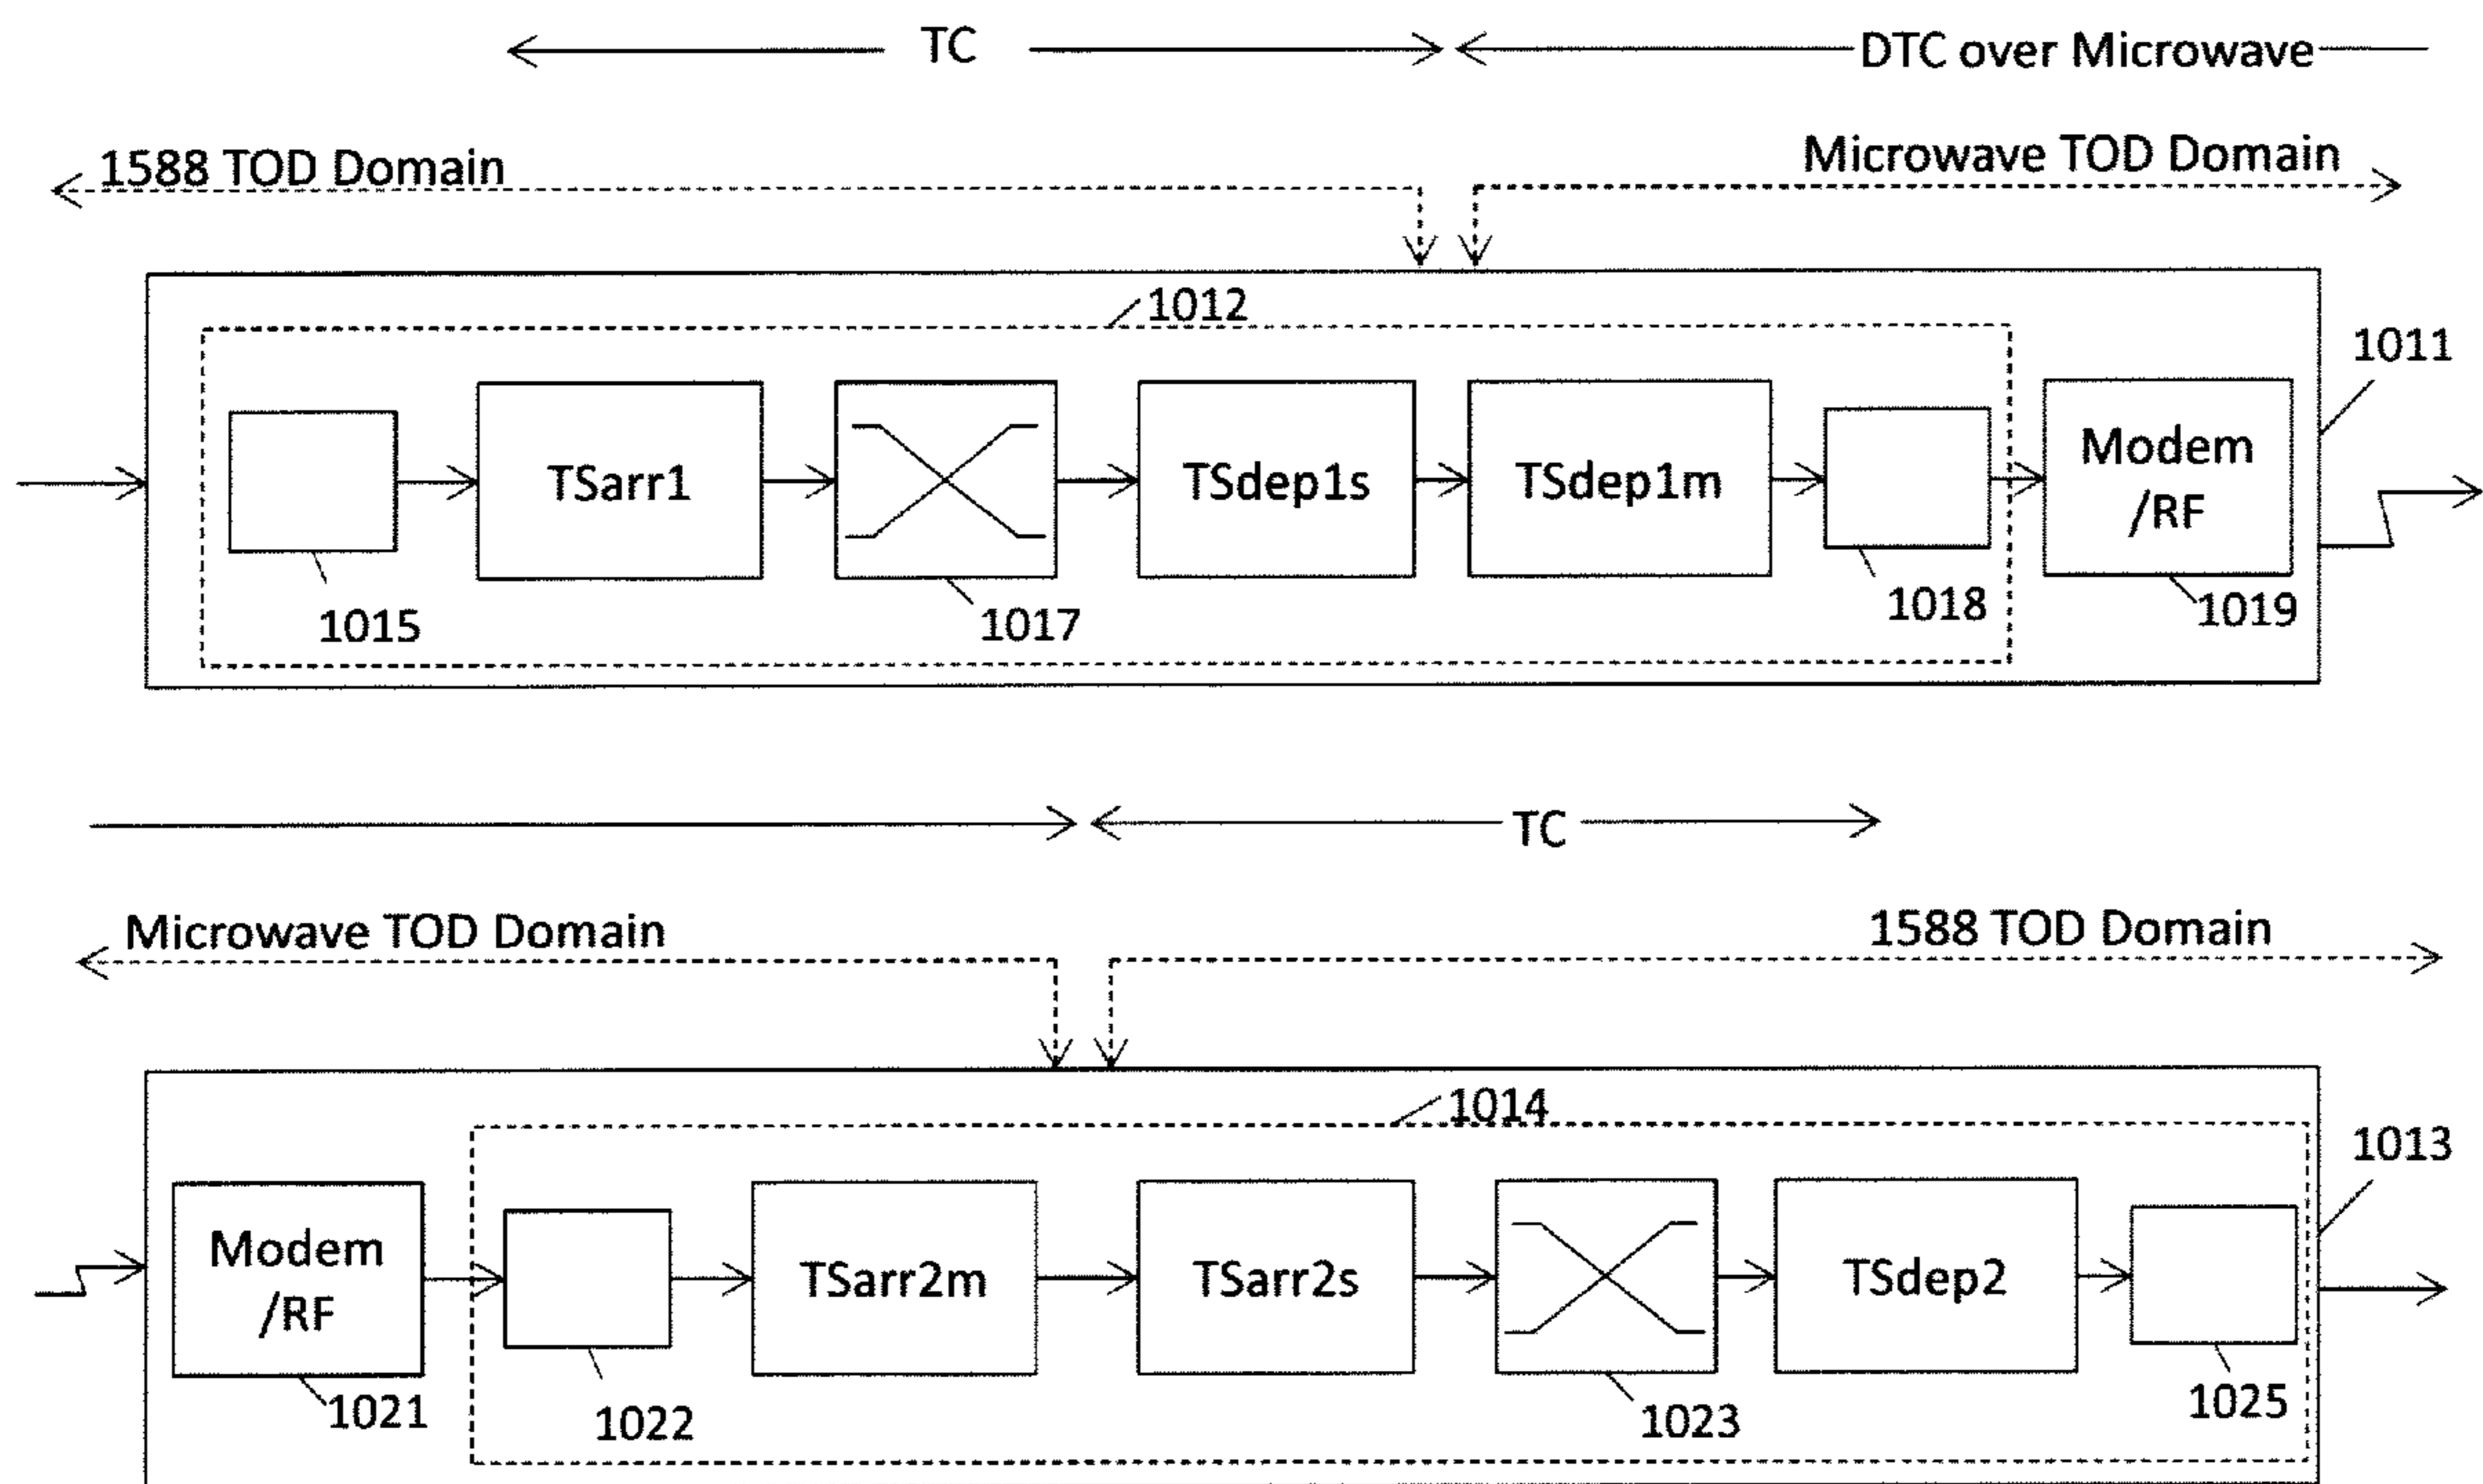 TC
DTC over Microwave
1588 TOD Domain
Microwave TOD Domain
1012
1011
TSarr1
TSdep1s
TSdep1m
Modem
/RF
1015
1017
1018
1019
TC
Microwave TOD Domain
1588 TOD Domain
1014
1013
Modem
/RF
TSarr2m
TSarr2s
TSdep2
1021
1022
1023
1025